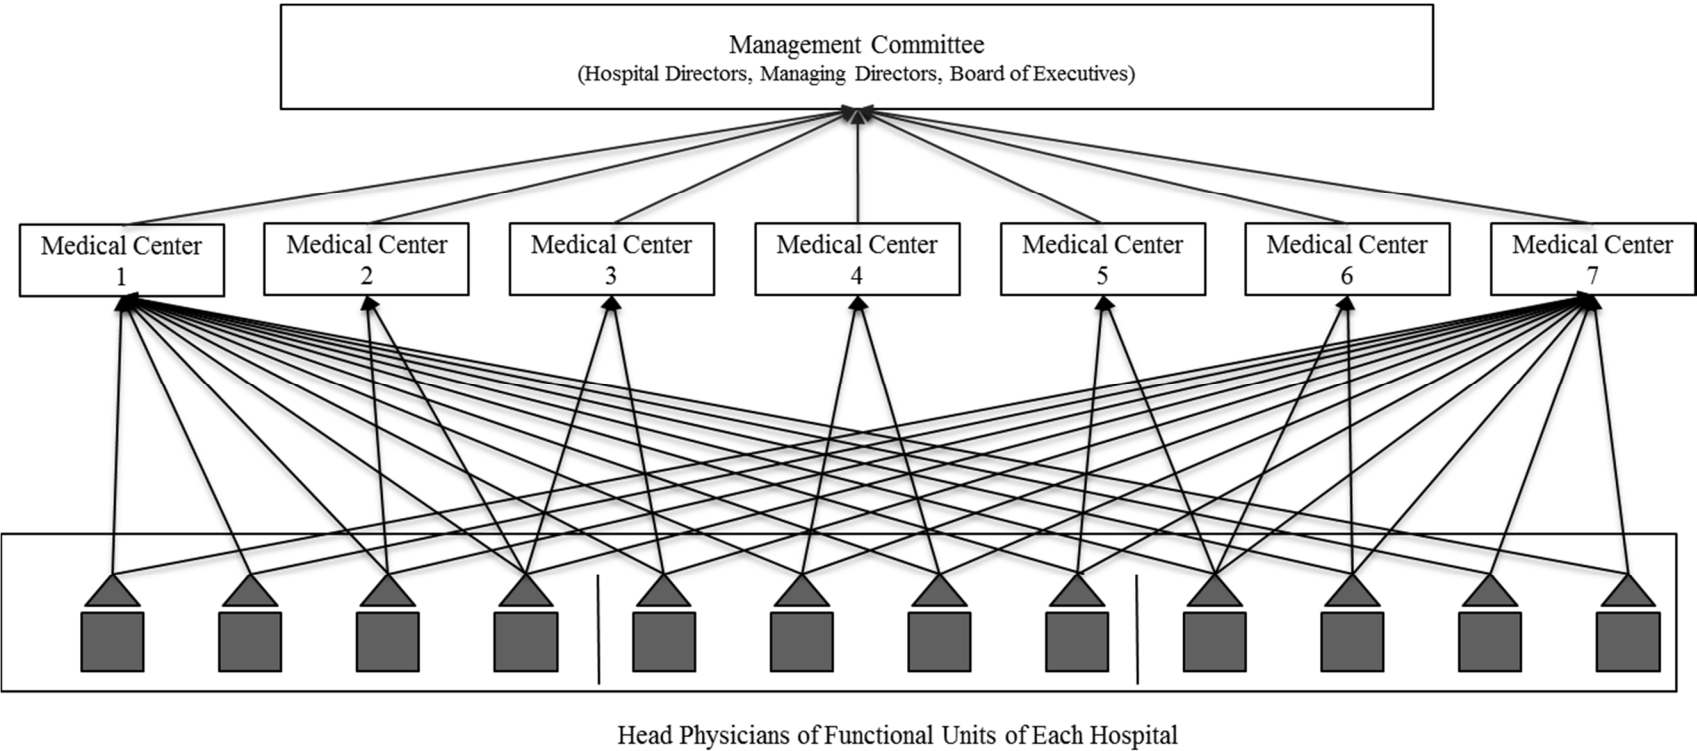 Management Committee
(Hospital Directors, Managing Directors, Board of Executives)
Medical Center
1
Medical Center
2
Medical Center
3
Medical Center
4
Medical Center
5
Medical Center
6
Medical Center
7
Head Physicians of Functional Units of Each Hospital